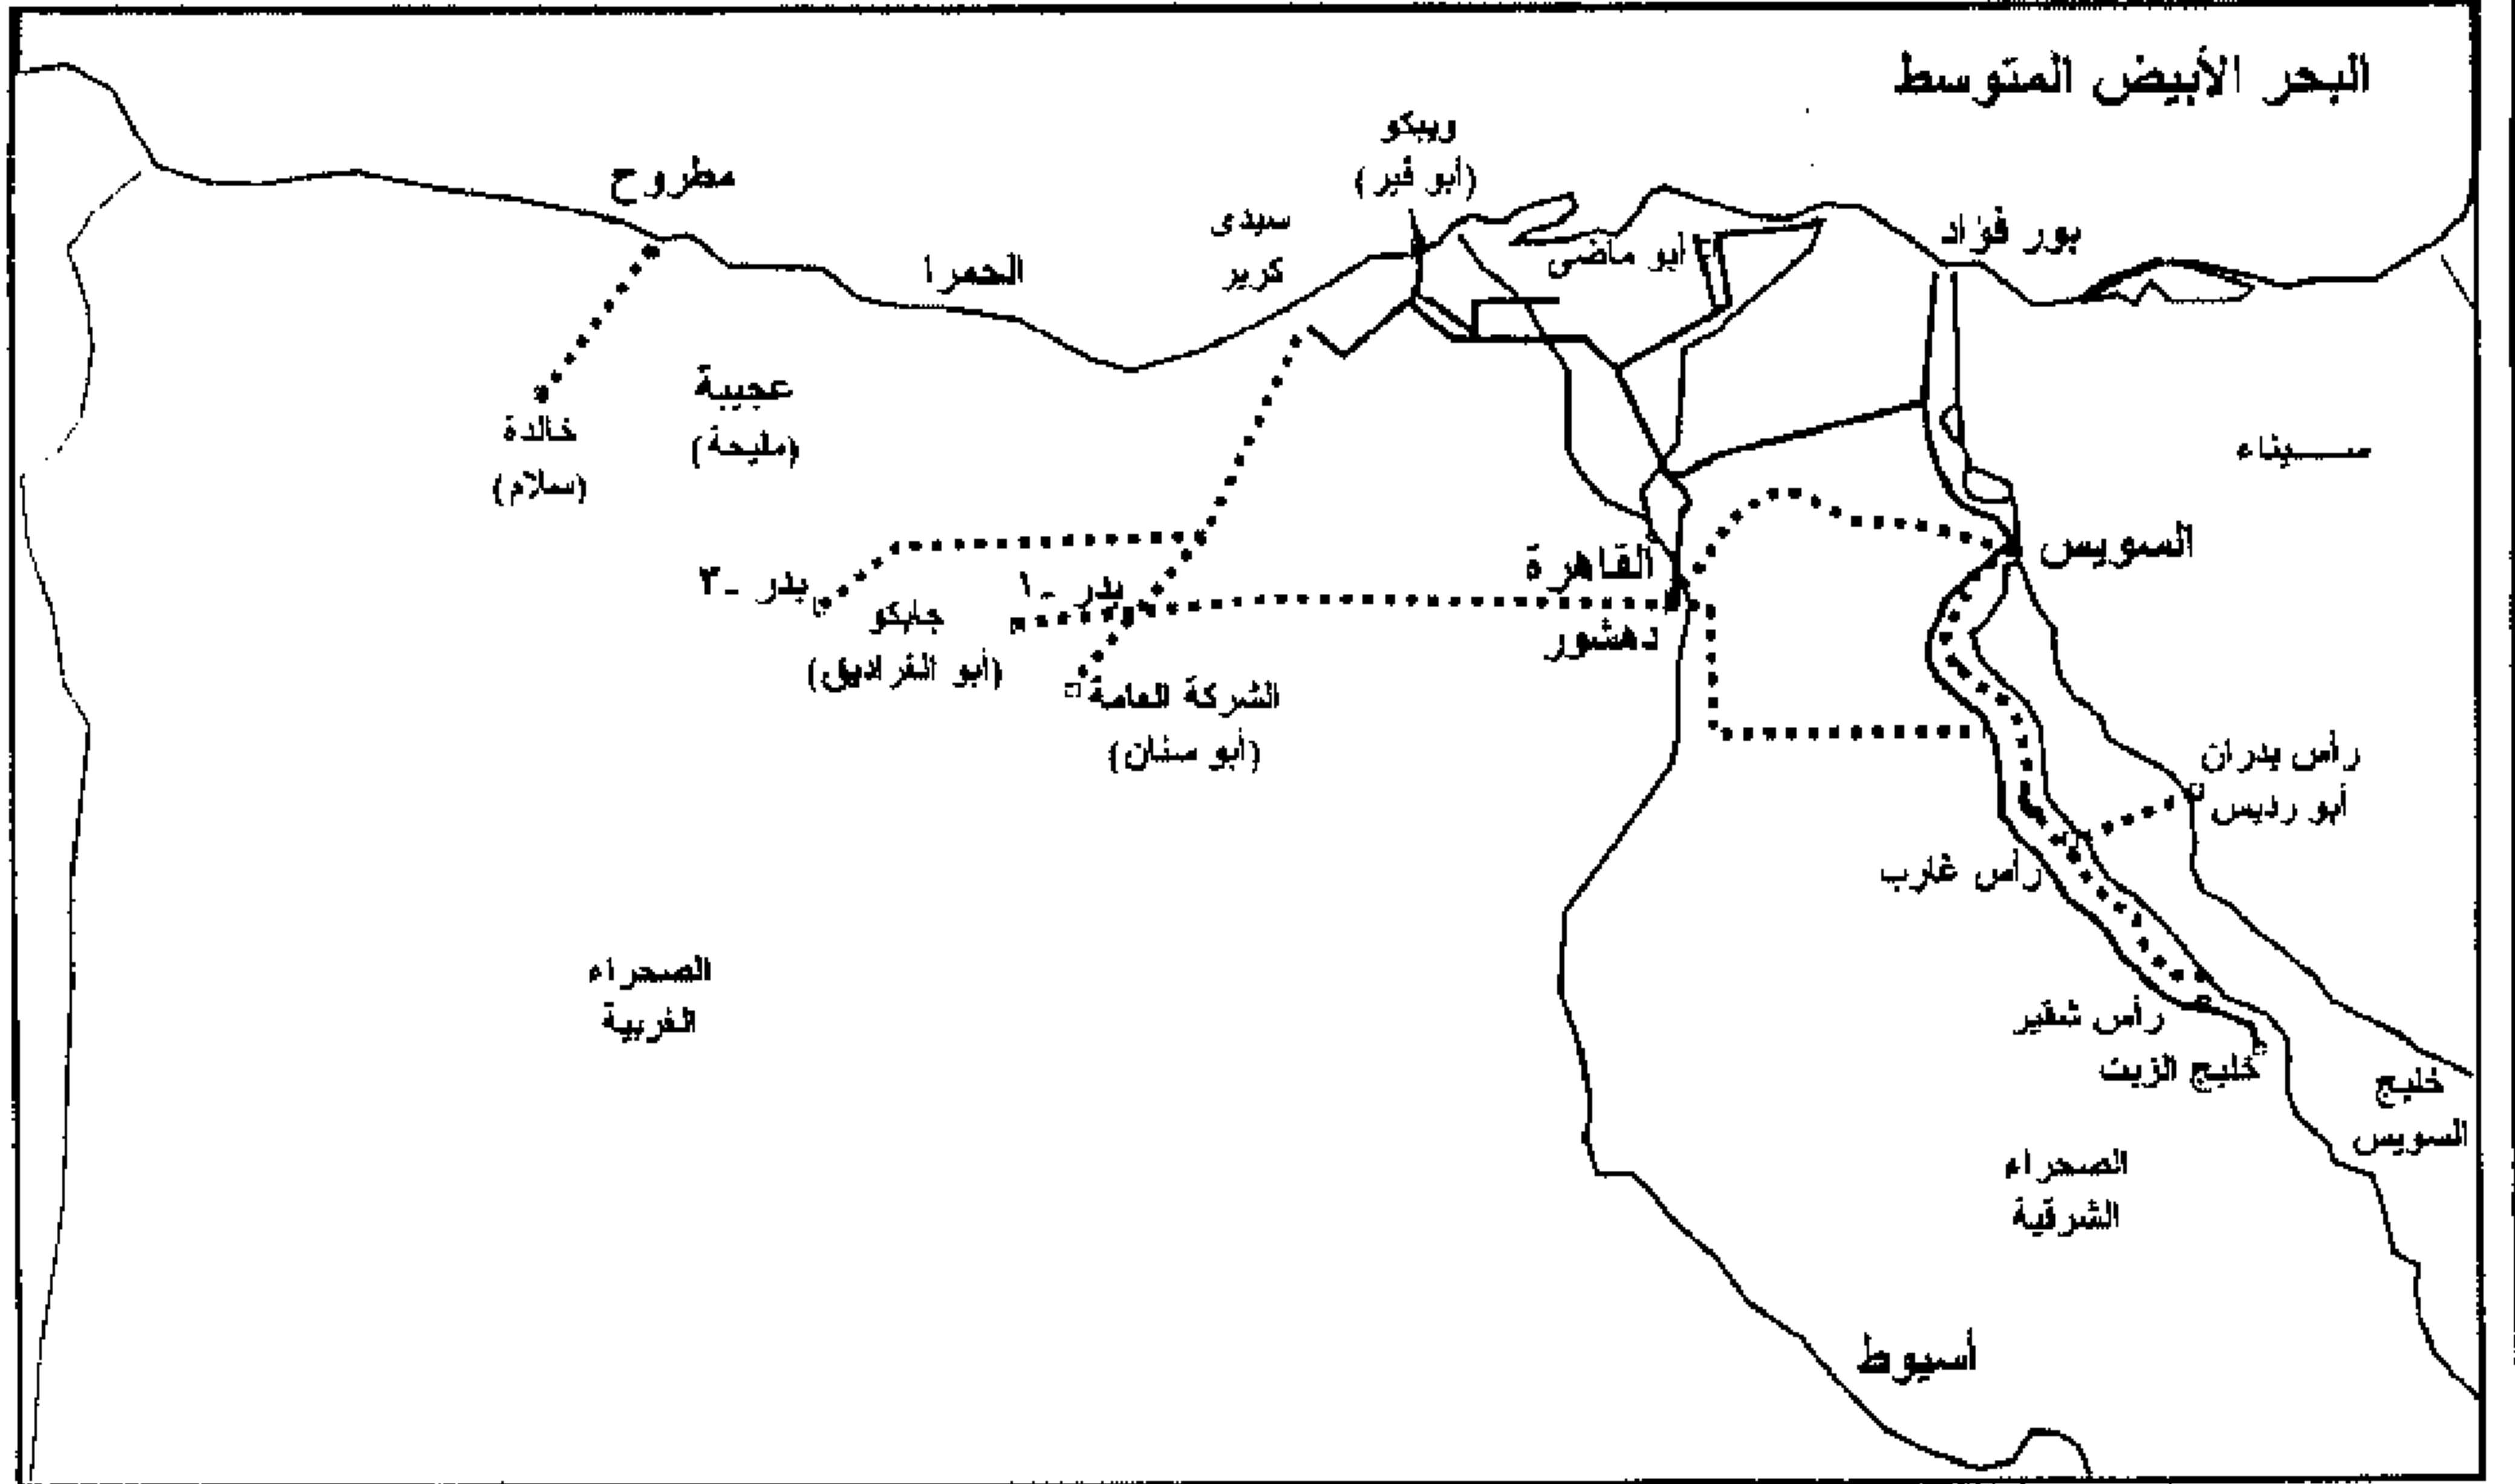 البحر الأبيض المتوسط
ويبكو
(أبو قير)
مطروح
سيدى
كرير
الحمرا
أبو ماضى
بور فؤاد
عجيبة
(مليحة)
خالدة
(سلام)
سيناء
السويس
القاهرة
دهشور
بدر -٣
بدر -١
جابكو
(أبو الغراديق)
الشركة العامة
(أبو سنان)
رأس بدران
أبو رديس
رأس غارب
الصحراء
الغربية
رأس شقير
خليج الزيت
خليج
السويس
الصحراء
الشرقية
أسيوط